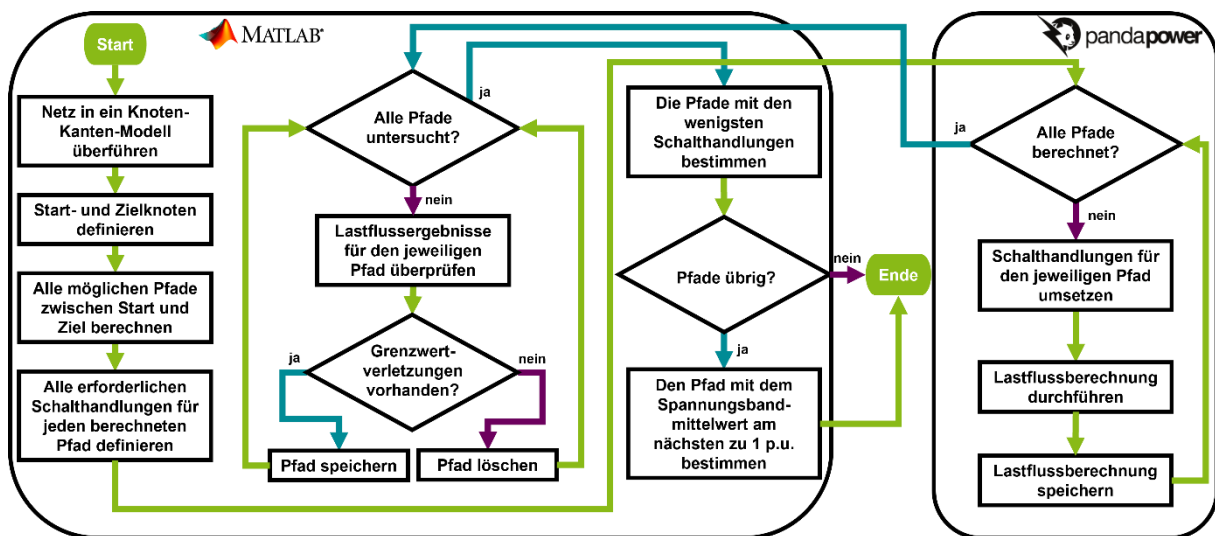 Start
MATLAB®
Netz in ein Knoten-
Kanten-Modell
überführen
Start- und Zielknoten
definieren
Alle möglichen Pfade
zwischen Start und
Ziel berechnen
Alle erforderlichen
Schalthandlungen für
jeden berechneten
Pfad definieren
Alle Pfade
untersucht?
ja
nein
Lastflussergebnisse
für den jeweiligen
Pfad überprüfen
Grenzwert-
verletzungen
vorhanden?
ja
nein
Pfad speichern
Pfad löschen
Die Pfade mit den
wenigsten
Schalthandlungen
bestimmen
Pfade übrig?
nein
Ende
ja
Den Pfad mit dem
Spannungsband-
mittelwert am
nächsten zu 1 p.u.
bestimmen
pandapower
Alle Pfade
berechnet?
ja
nein
Schalthandlungen für
den jeweiligen Pfad
umsetzen
Lastflussberechnung
durchführen
Lastflussberechnung
speichern